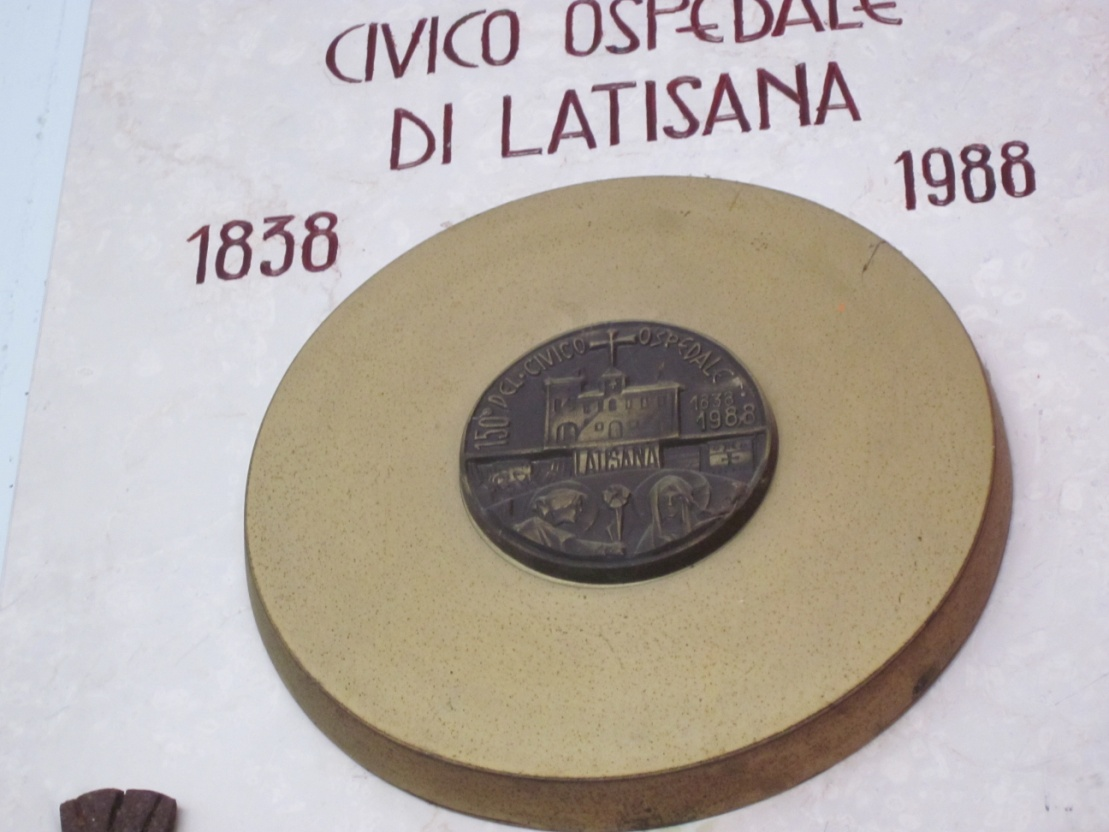 CIVICO OSPEDALE
DI LATISANA
1838 1988
150° DEL · CIVICO OSPEDALE
1838
1988
LATISANA